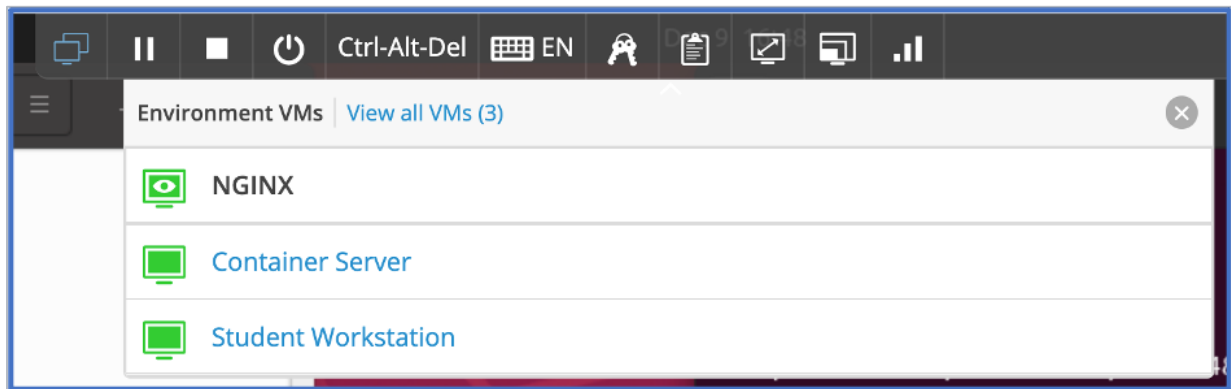 Ctrl-Alt-Del EN
Environment VMs View all VMs (3)
NGINX
Container Server
Student Workstation